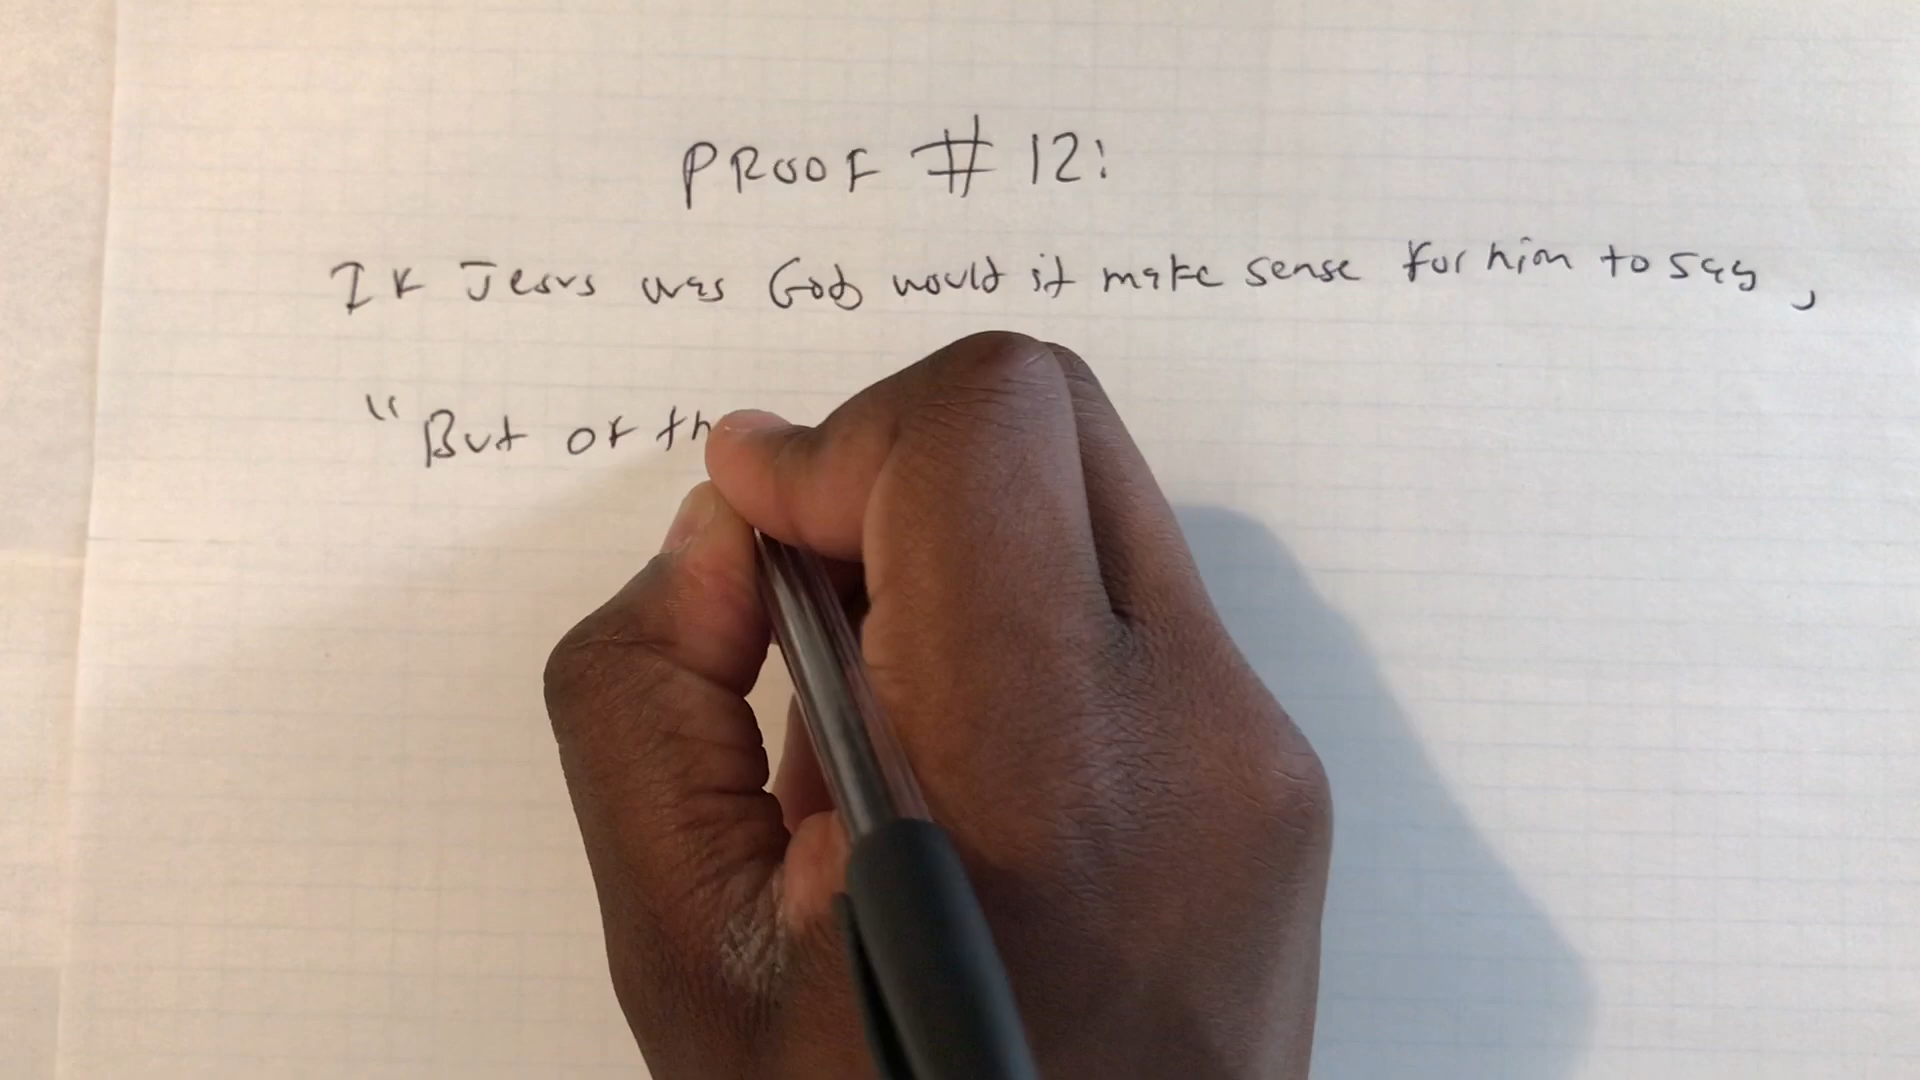 PROOF # 12:
If Jesus was God would it make sense for him to say,
"But of th